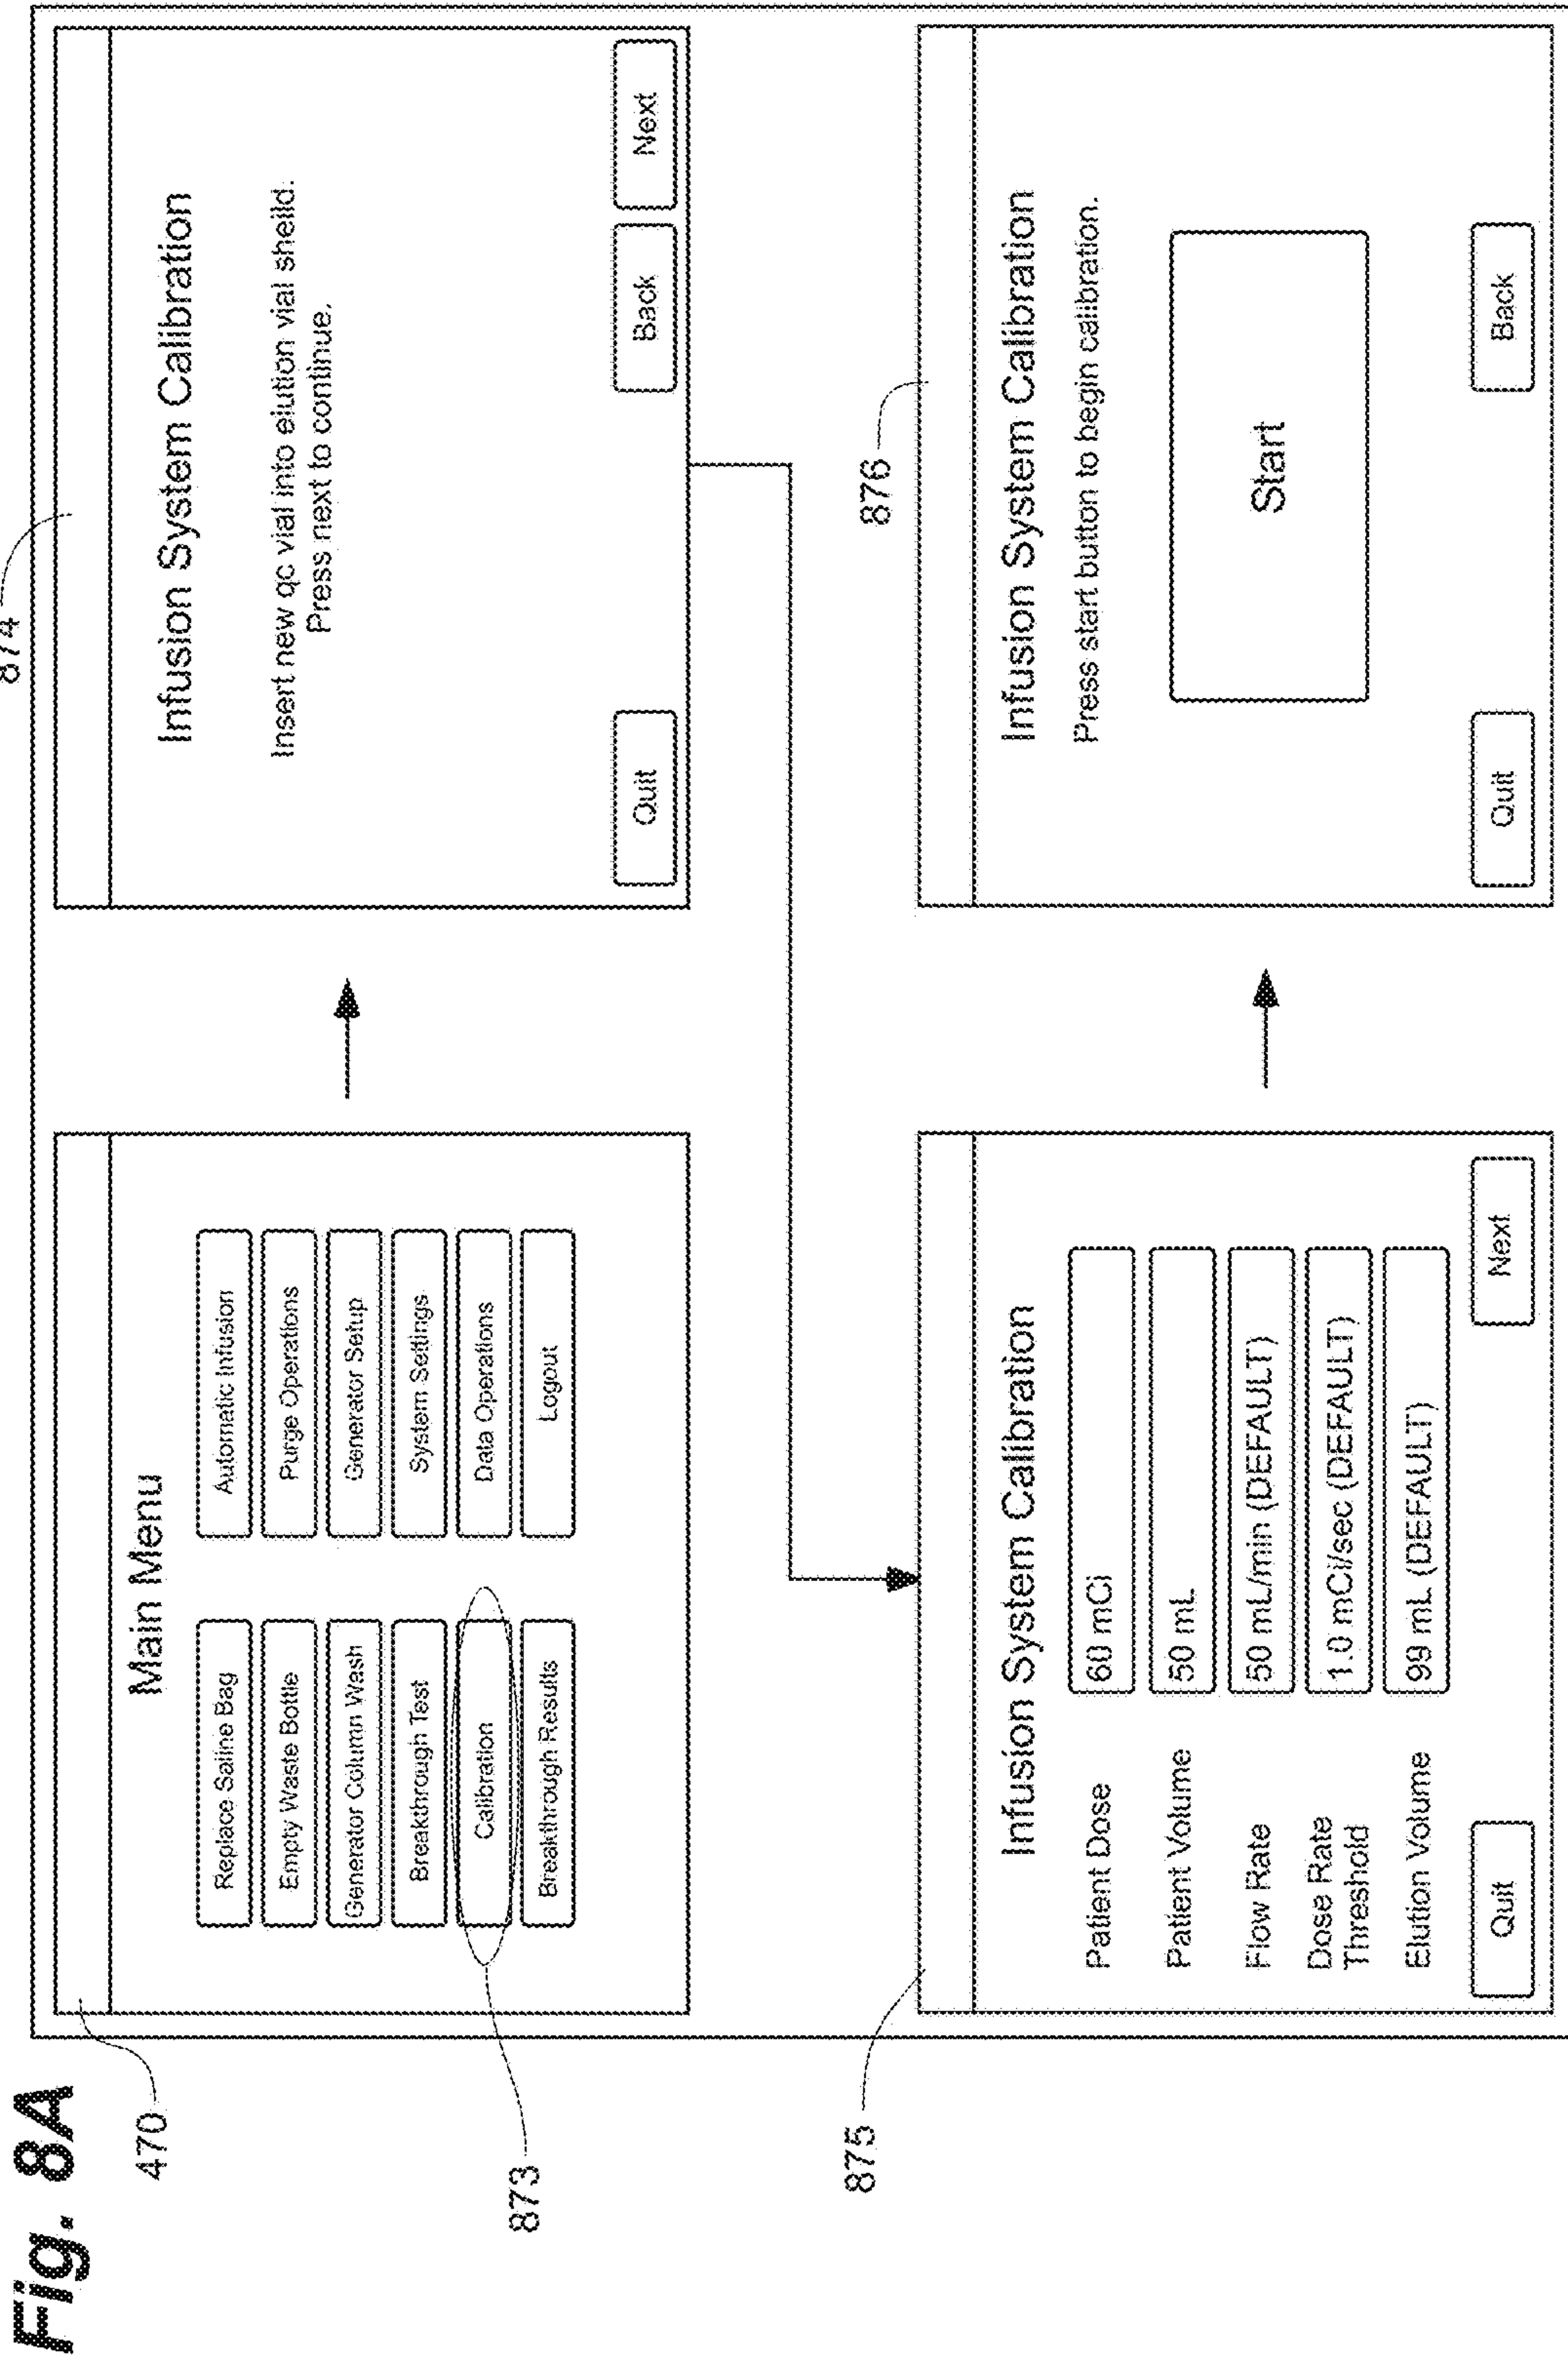 Fig. 8A
470
Main Menu
Replace Saline Bag
Automatic Infusion
Empty Waste Bottle
Purge Operations
Generator Column Wash
Generator Setup
Breakthrough Test
System Settings
Calibration
Data Operations
Breakthrough Results
Logout
873
874
Infusion System Calibration
Insert new qc vial into elution vial sheild.
Press next to continue.
Quit
Back
Next
875
Infusion System Calibration
Patient Dose
60 mCi
Patient Volume
50 mL
Flow Rate
50 mL/min (DEFAULT)
Dose Rate
Threshold
1.0 mCi/sec (DEFAULT)
Elution Volume
99 mL (DEFAULT)
Quit
Next
876
Infusion System Calibration
Press start button to begin calibration.
Start
Quit
Back